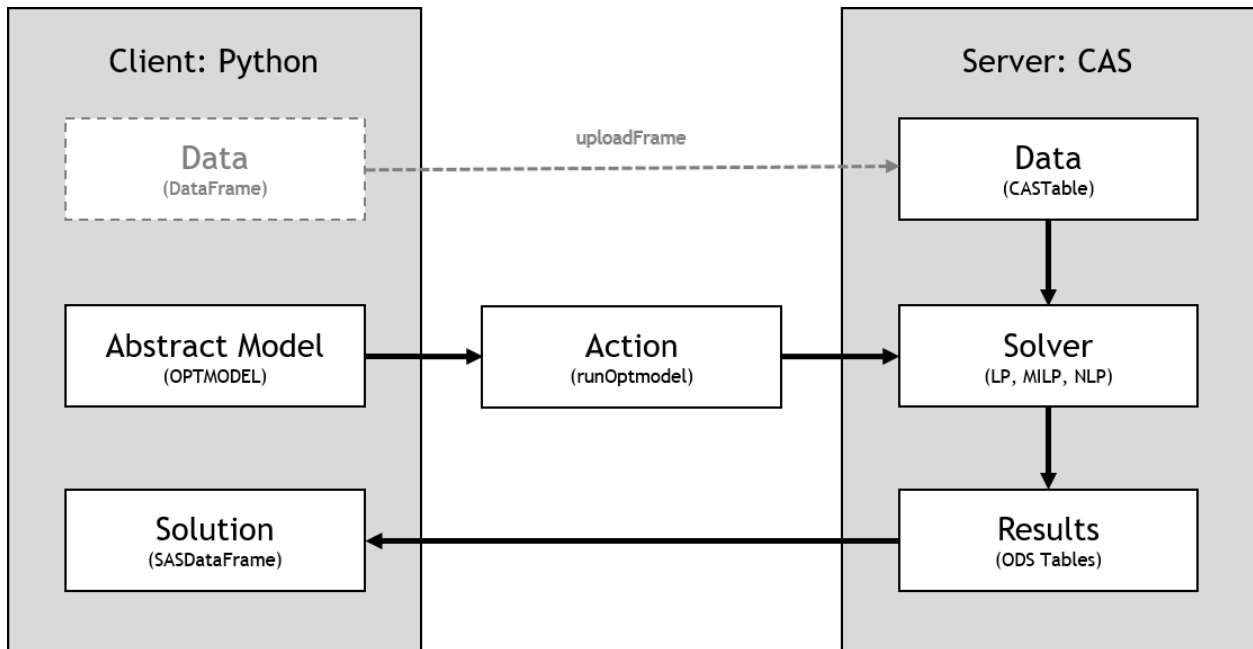 Client: Python
Server: CAS
Data
(DataFrame)
uploadFrame
Data
(CASTable)
Abstract Model
(OPTMODEL)
Action
(runOptmodel)
Solver
(LP, MILP, NLP)
Solution
(SASDataFrame)
Results
(ODS Tables)